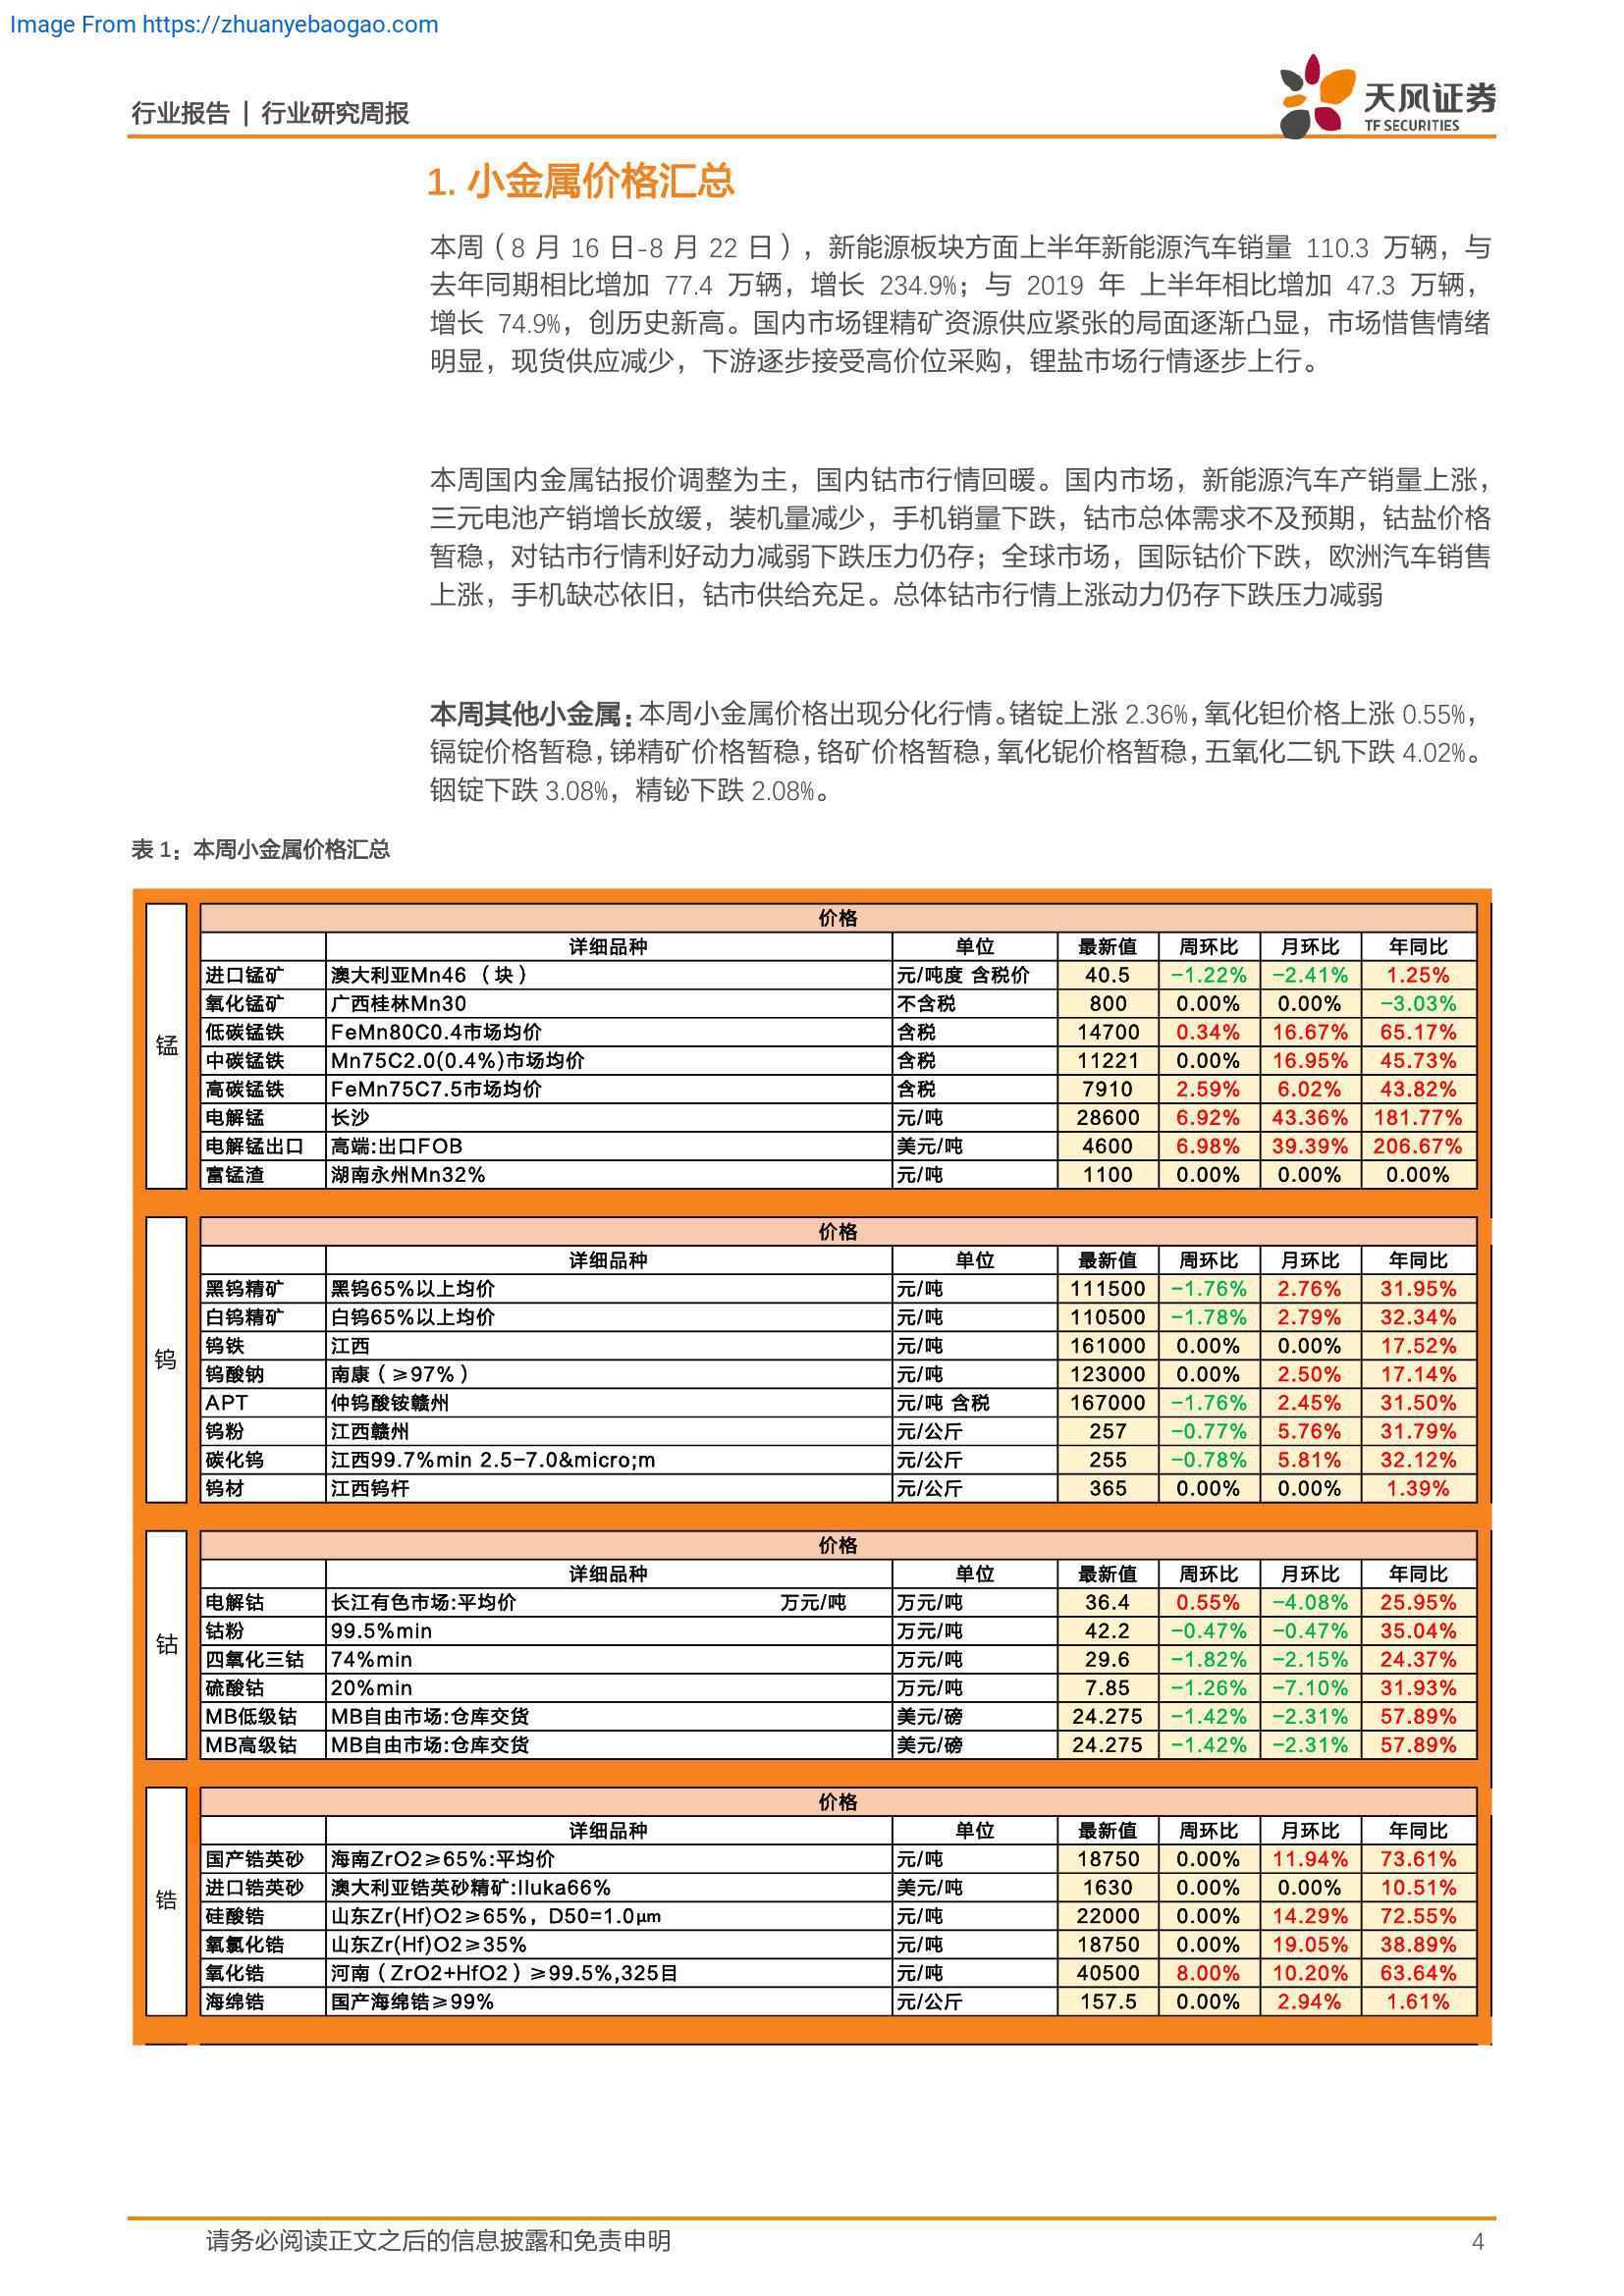 Image From https://zhuanyebaogao.com
行业报告 | 行业研究周报
天风证券
TF SECURITIES
1. 小金属价格汇总
本周（8 月 16 日-8 月 22 日），新能源板块方面上半年新能源汽车销量 110.3 万辆，与
去年同期相比增加 77.4 万辆，增长 234.9%；与 2019 年 上半年相比增加 47.3 万辆，
增长 74.9%，创历史新高。国内市场锂精矿资源供应紧张的局面逐渐凸显，市场惜售情绪
明显，现货供应减少，下游逐步接受高价位采购，锂盐市场行情逐步上行。
本周国内金属钴报价调整为主，国内钴市行情回暖。国内市场，新能源汽车产销量上涨，
三元电池产销增长放缓，装机量减少，手机销量下跌，钴市总体需求不及预期，钴盐价格
暂稳，对钴市行情利好动力减弱下跌压力仍存；全球市场，国际钴价下跌，欧洲汽车销售
上涨，手机缺芯依旧，钴市供给充足。总体钴市行情上涨动力仍存下跌压力减弱
本周其他小金属：本周小金属价格出现分化行情。锗锭上涨 2.36%，氧化钽价格上涨 0.55%，
镉锭价格暂稳，锑精矿价格暂稳，铬矿价格暂稳，氧化铌价格暂稳，五氧化二钒下跌 4.02%。
铟锭下跌 3.08%，精铋下跌 2.08%。
表 1：本周小金属价格汇总
锰
价格
详细品种 单位 最新值 周环比 月环比 年同比
进口锰矿 澳大利亚Mn46 （块） 元/吨度 含税价 40.5 -1.22% -2.41% 1.25%
氧化锰矿 广西桂林Mn30 不含税 800 0.00% 0.00% -3.03%
低碳锰铁 FeMn80C0.4市场均价 含税 14700 0.34% 16.67% 65.17%
中碳锰铁 Mn75C2.0(0.4%)市场均价 含税 11221 0.00% 16.95% 45.73%
高碳锰铁 FeMn75C7.5市场均价 含税 7910 2.59% 6.02% 43.82%
电解锰 长沙 元/吨 28600 6.92% 43.36% 181.77%
电解锰出口 高端:出口FOB 美元/吨 4600 6.98% 39.39% 206.67%
富锰渣 湖南永州Mn32% 元/吨 1100 0.00% 0.00% 0.00%
钨
价格
详细品种 单位 最新值 周环比 月环比 年同比
黑钨精矿 黑钨65%以上均价 元/吨 111500 -1.76% 2.76% 31.95%
白钨精矿 白钨65%以上均价 元/吨 110500 -1.78% 2.79% 32.34%
钨铁 江西 元/吨 161000 0.00% 0.00% 17.52%
钨酸钠 南康（≥97%） 元/吨 123000 0.00% 2.50% 17.14%
APT 仲钨酸铵赣州 元/吨 含税 167000 -1.76% 2.45% 31.50%
钨粉 江西赣州 元/公斤 257 -0.77% 5.76% 31.79%
碳化钨 江西99.7%min 2.5-7.0&micro;m 元/公斤 255 -0.78% 5.81% 32.12%
钨材 江西钨杆 元/公斤 365 0.00% 0.00% 1.39%
钴
价格
详细品种 单位 最新值 周环比 月环比 年同比
电解钴 长江有色市场:平均价 万元/吨 万元/吨 36.4 0.55% -4.08% 25.95%
钴粉 99.5%min 万元/吨 42.2 -0.47% -0.47% 35.04%
四氧化三钴 74%min 万元/吨 29.6 -1.82% -2.15% 24.37%
硫酸钴 20%min 万元/吨 7.85 -1.26% -7.10% 31.93%
MB低级钴 MB自由市场:仓库交货 美元/磅 24.275 -1.42% -2.31% 57.89%
MB高级钴 MB自由市场:仓库交货 美元/磅 24.275 -1.42% -2.31% 57.89%
锆
价格
详细品种 单位 最新值 周环比 月环比 年同比
国产锆英砂 海南ZrO2≥65%:平均价 元/吨 18750 0.00% 11.94% 73.61%
进口锆英砂 澳大利亚锆英砂精矿:Iluka66% 美元/吨 1630 0.00% 0.00% 10.51%
硅酸锆 山东Zr(Hf)O2≥65%，D50=1.0μm 元/吨 22000 0.00% 14.29% 72.55%
氧氯化锆 山东Zr(Hf)O2≥35% 元/吨 18750 0.00% 19.05% 38.89%
氧化锆 河南（ZrO2+HfO2）≥99.5%,325目 元/吨 40500 8.00% 10.20% 63.64%
海绵锆 国产海绵锆≥99% 元/公斤 157.5 0.00% 2.94% 1.61%
请务必阅读正文之后的信息披露和免责申明 4